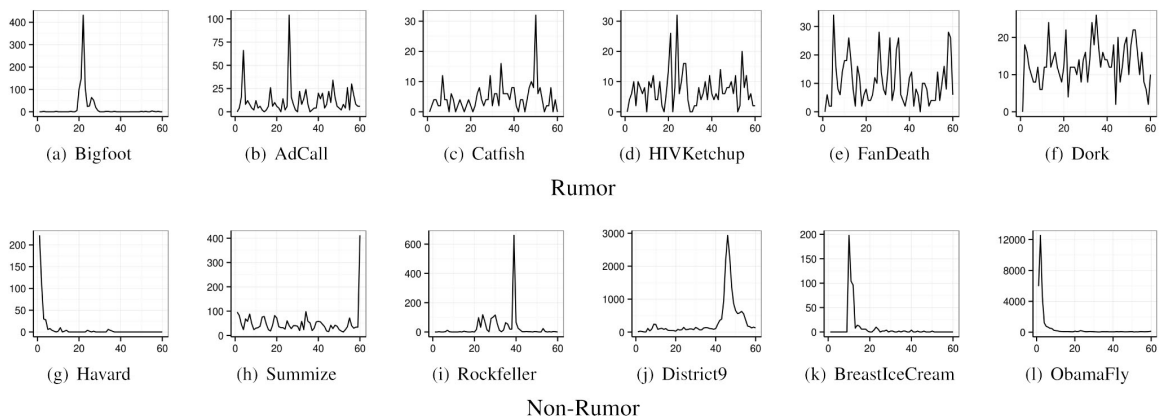 400
300
200
100
0
0 20 40 60
(a) Bigfoot
100
75
50
25
0
0 20 40 60
(b) AdCall
30
20
10
0
0 20 40 60
(c) Catfish
30
20
10
0
0 20 40 60
(d) HIVKetchup
30
20
10
0
0 20 40 60
(e) FanDeath
20
10
0
0 20 40 60
(f) Dork
Rumor
200
150
100
50
0
0 20 40 60
(g) Havard
400
300
200
100
0
0 20 40 60
(h) Summize
600
400
200
0
0 20 40 60
(i) Rockfeller
3000
2000
1000
0
0 20 40 60
(j) District9
200
150
100
50
0
0 20 40 60
(k) BreastIceCream
12000
8000
4000
0
0 20 40 60
(l) ObamaFly
Non-Rumor